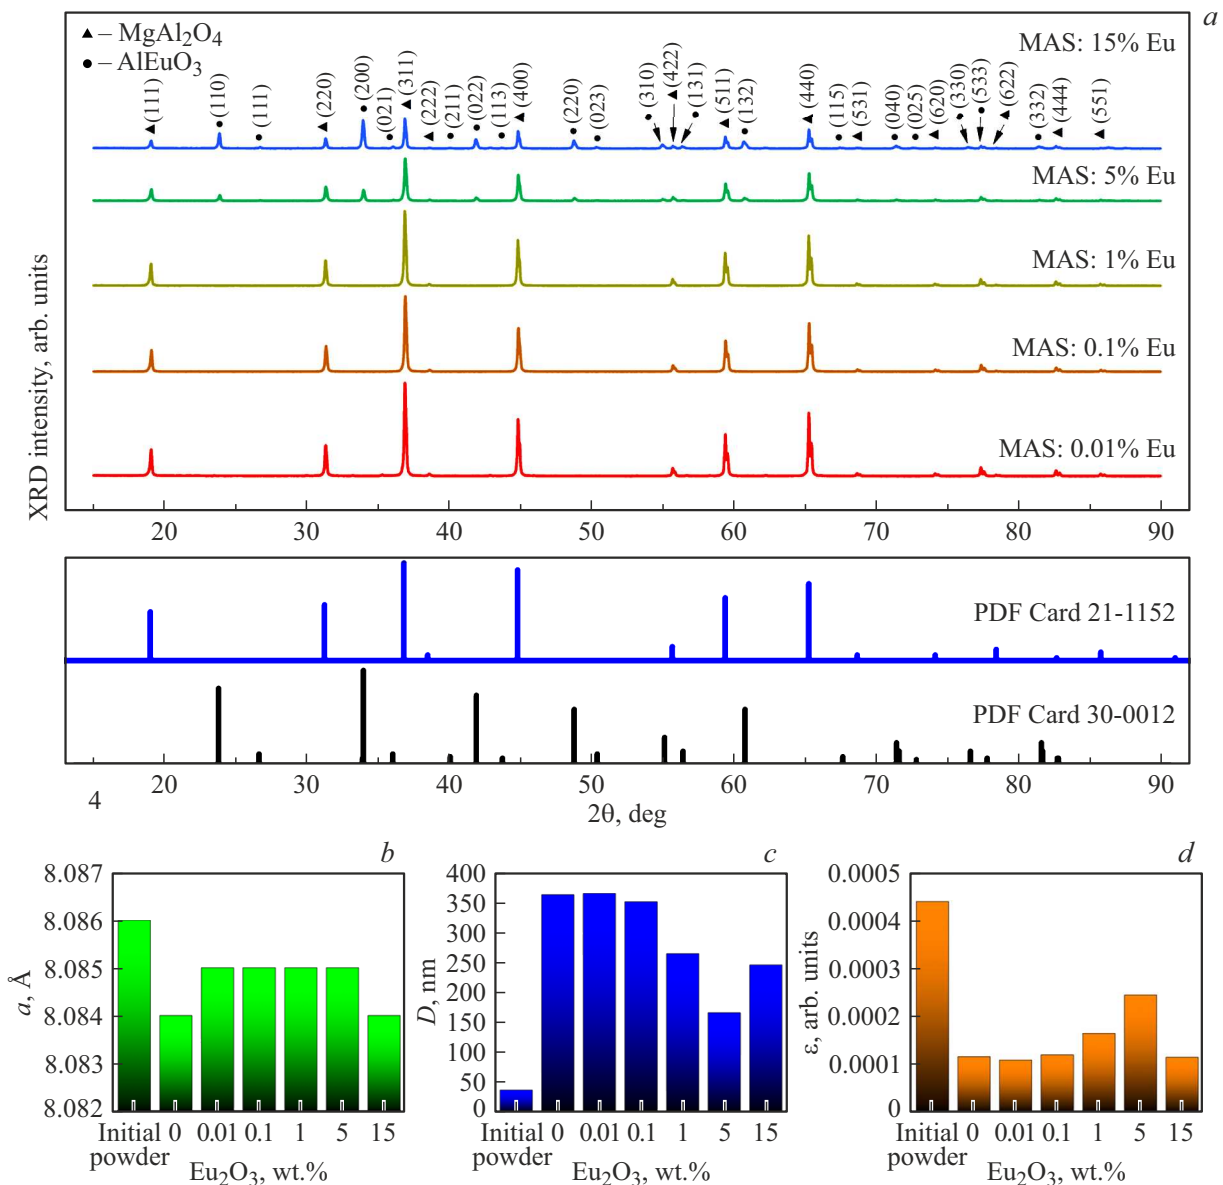 a
▲ – MgAl2O4
● – AlEuO3
MAS: 15% Eu
(111) (110) (111) (220) (200) (021) (311) (222) (211) (022) (113) (400) (220) (023) (310) (422) (131) (511) (132) (440) (115) (531) (040) (025) (620) (330) (533) (622) (332) (444) (551)
MAS: 5% Eu
MAS: 1% Eu
MAS: 0.1% Eu
MAS: 0.01% Eu
XRD intensity, arb. units
20 30 40 50 60 70 80 90
PDF Card 21-1152
PDF Card 30-0012
20 30 40 50 60 70 80 90
4
2θ, deg
b
8.087
8.086
8.085
8.084
8.083
8.082
a, Å
Initial 0 0.01 0.1 1 5 15
powder
Eu2O3, wt.%
c
400
350
300
250
200
150
100
50
0
D, nm
Initial 0 0.01 0.1 1 5 15
powder
Eu2O3, wt.%
d
0.0005
0.0004
0.0003
0.0002
0.0001
0
ε, arb. units
Initial 0 0.01 0.1 1 5 15
powder
Eu2O3, wt.%